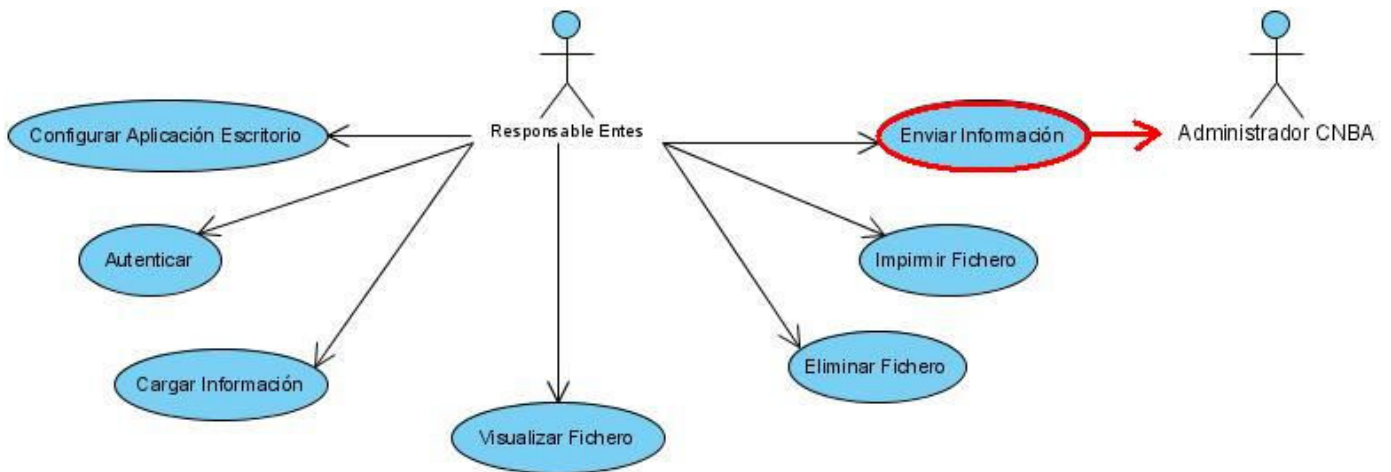 Responsable Entes
Administrador CNBA
Configurar Aplicación Escritorio
Enviar Información
Autenticar
Impirmir Fichero
Cargar Información
Eliminar Fichero
Visualizar Fichero